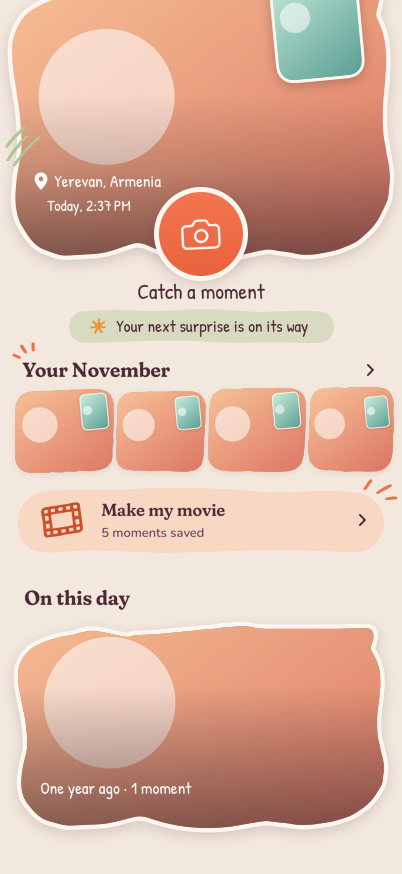 Yerevan, Armenia
Today, 2:37 PM
Catch a moment
Your next surprise is on its way
Your November
Make my movie
5 moments saved
On this day
One year ago · 1 moment